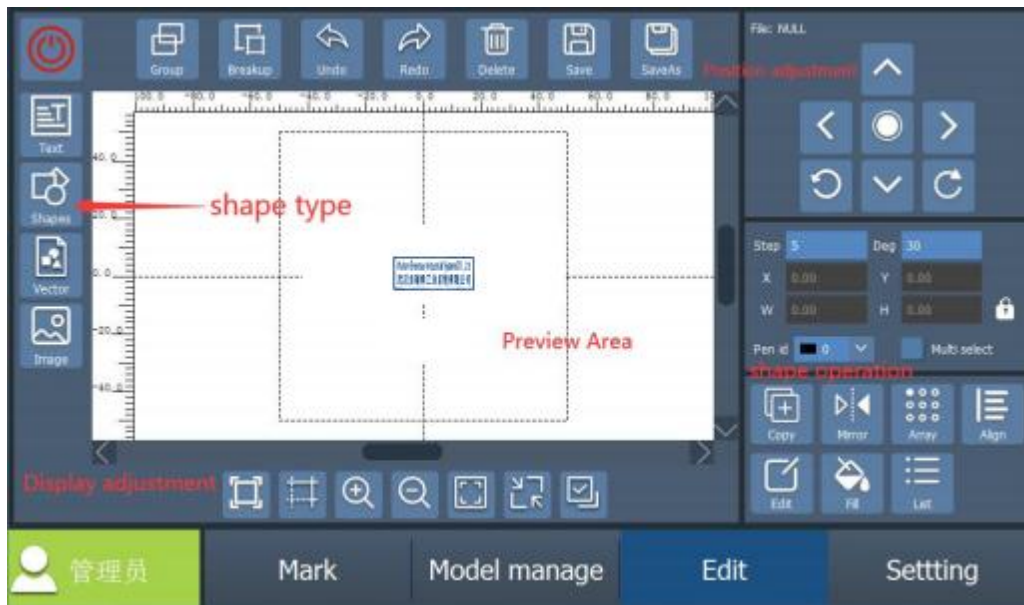 File: NULL
Group
Breakup
Undo
Redo
Delete
Save
SaveAs
Position adjustment
Text
Shapes
Vector
Image
shape type
Preview Area
Display adjustment
Step 5 Deg 30
X 0.00 Y 0.00
W 0.00 H 0.00
Pen id 0 Multi select
shape operation
Copy
Mirror
Array
Align
Edit
Fill
List
管理员
Mark
Model manage
Edit
Settting